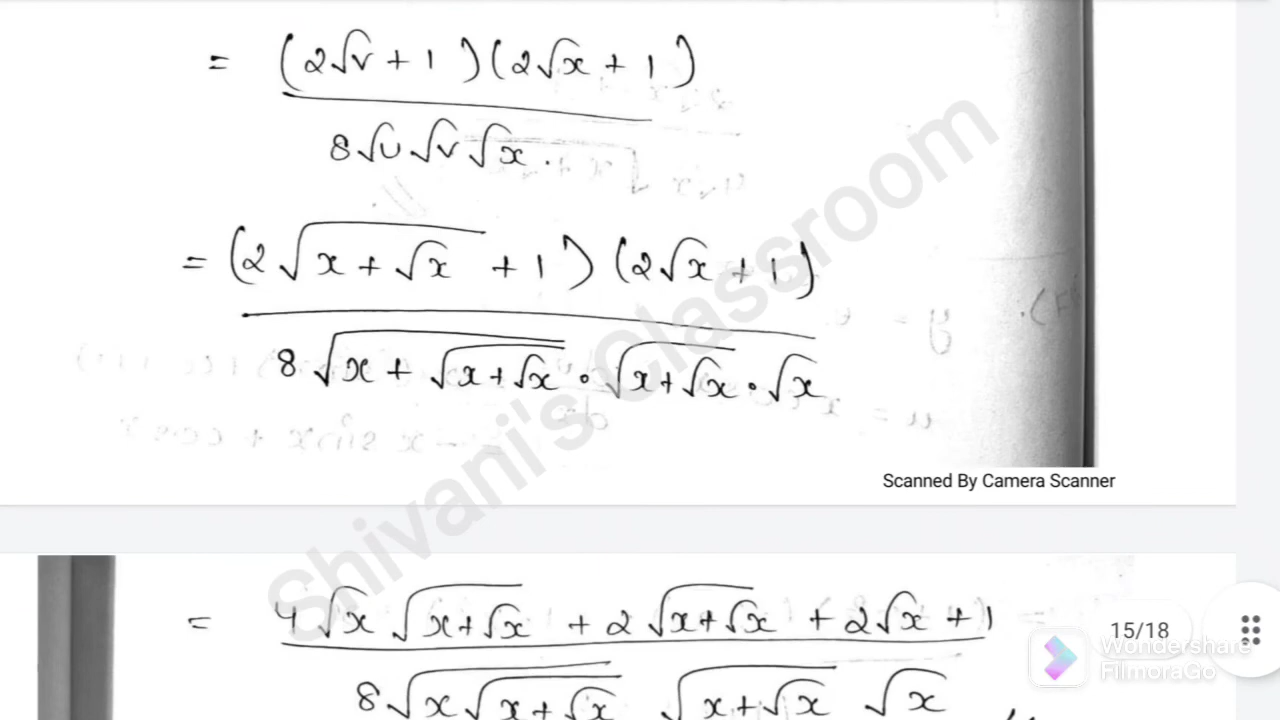 = (2√v + 1)(2√x + 1)
8√u√v√x.
= (2√x + √x + 1)(2√x + 1)
8√x + √x + √x · √x + √x · √x
Shivani's Classroom
Scanned By Camera Scanner
= 4√x √x+√x + 2√x+√x + 2√x + 1
15/18
Wondershare
FilmoraGo
8√x√x+√x √x+√x √x